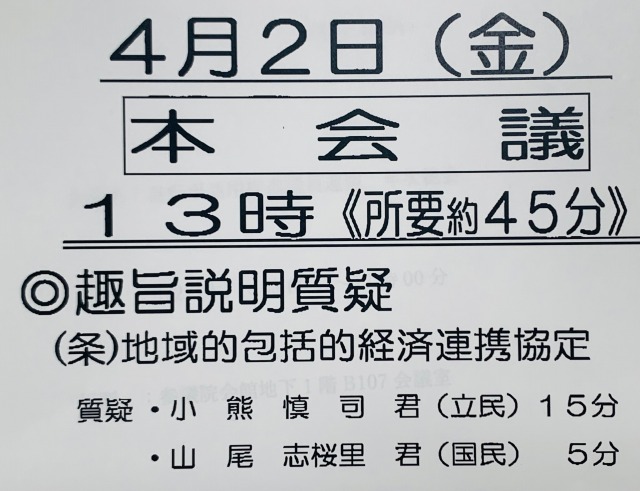 4月2日(金)
本会議
13時《所要約45分》
◎趣旨説明質疑
(条)地域的包括的経済連携協定
質疑・小熊慎司君(立民)15分
・山尾志桜里君(国民)5分